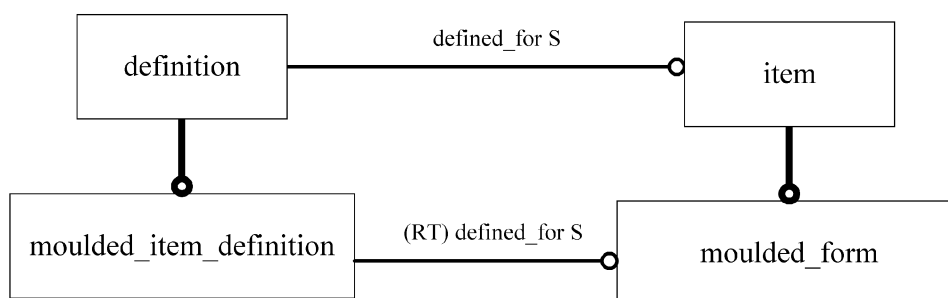 definition
defined_for S
item
moulded_item_definition
(RT) defined_for S
moulded_form